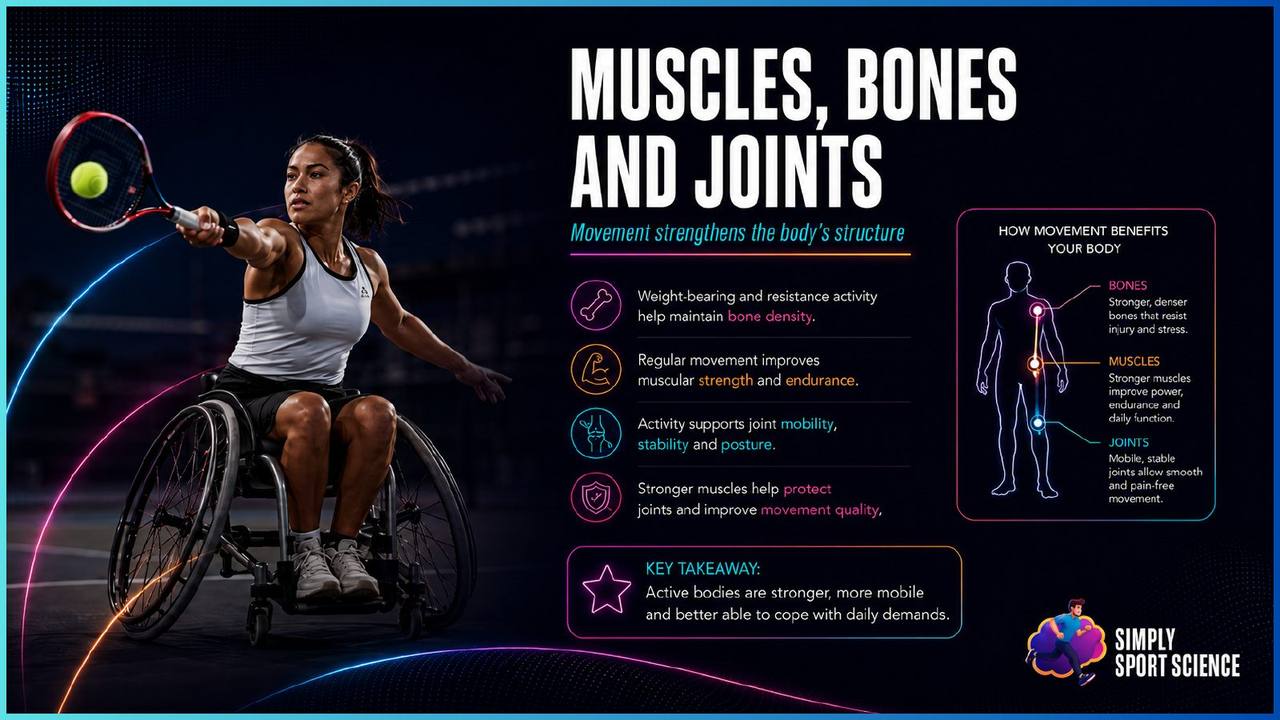 MUSCLES, BONES
AND JOINTS
Movement strengthens the body's structure
Weight-bearing and resistance activity
help maintain bone density.
Regular movement improves
muscular strength and endurance.
Activity supports joint mobility,
stability and posture.
Stronger muscles help protect
joints and improve movement quality,
KEY TAKEAWAY:
Active bodies are stronger, more mobile
and better able to cope with daily demands.
HOW MOVEMENT BENEFITS
YOUR BODY
BONES
Stronger, denser
bones that resist
injury and stress.
MUSCLES
Stronger muscles
improve power,
endurance and
daily function.
JOINTS
Mobile, stable
joints allow smooth
and pain-free
movement.
SIMPLY
SPORT SCIENCE